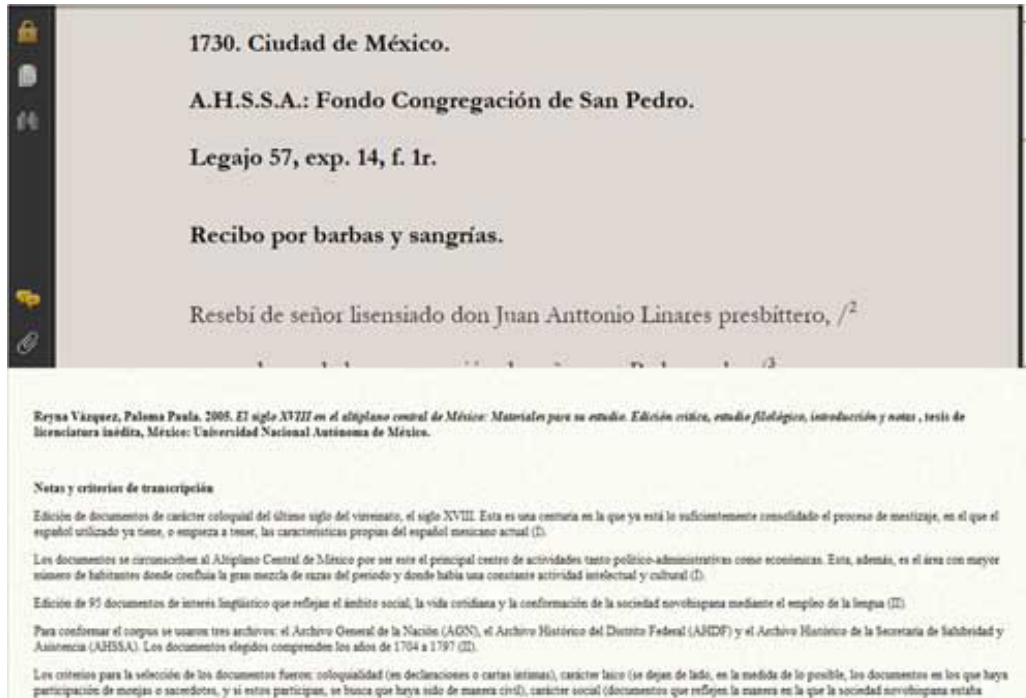 1730. Ciudad de México.
A.H.S.S.A.: Fondo Congregación de San Pedro.
Legajo 57, exp. 14, f. 1r.
Recibo por barbas y sangrías.
Resebí de señor lisensiado don Juan Anttonio Linares presbíttero, /2
Reyna Vázquez, Paloma Paula. 2005. El siglo XVIII en el altiplano central de México: Materiales para su estudio. Edición crítica, estudio filológico, introducción y notas , tesis de
licenciatura inédita, México: Universidad Nacional Autónoma de México.
Notas y criterios de transcripción
Edición de documentos de carácter coloquial del último siglo del virreinato, el siglo XVIII. Esta es una centuria en la que ya está lo suficientemente consolidado el proceso de mestizaje, en el que el
español utilizado ya tiene, o empieza a tener, las características propias del español mexicano actual (I).
Los documentos se circunscriben al Altiplano Central de México por ser este el principal centro de actividades tanto político-administrativas como económicas. Esta, además, es el área con mayor
número de habitantes donde confluía la gran mezcla de razas del periodo y donde había una constante actividad intelectual y cultural (I).
Edición de 95 documentos de interés lingüístico que reflejan el ámbito social, la vida cotidiana y la conformación de la sociedad novohispana mediante el empleo de la lengua (II).
Para conformar el corpus se usaron tres archivos: el Archivo General de la Nación (AGN), el Archivo Histórico del Distrito Federal (AHDF) y el Archivo Histórico de la Secretaría de Salubridad y
Asistencia (AHSSA). Los documentos elegidos comprenden los años de 1704 a 1797 (II).
Los criterios para la selección de los documentos fueron: coloquialidad (en declaraciones o cartas íntimas), carácter laico (se dejan de lado, en la medida de lo posible, los documentos en los que haya
participación de monjas o sacerdotes, y si estos participan, se busca que haya sido de manera civil), carácter social (documentos que reflejen la manera en la que la sociedad novohispana